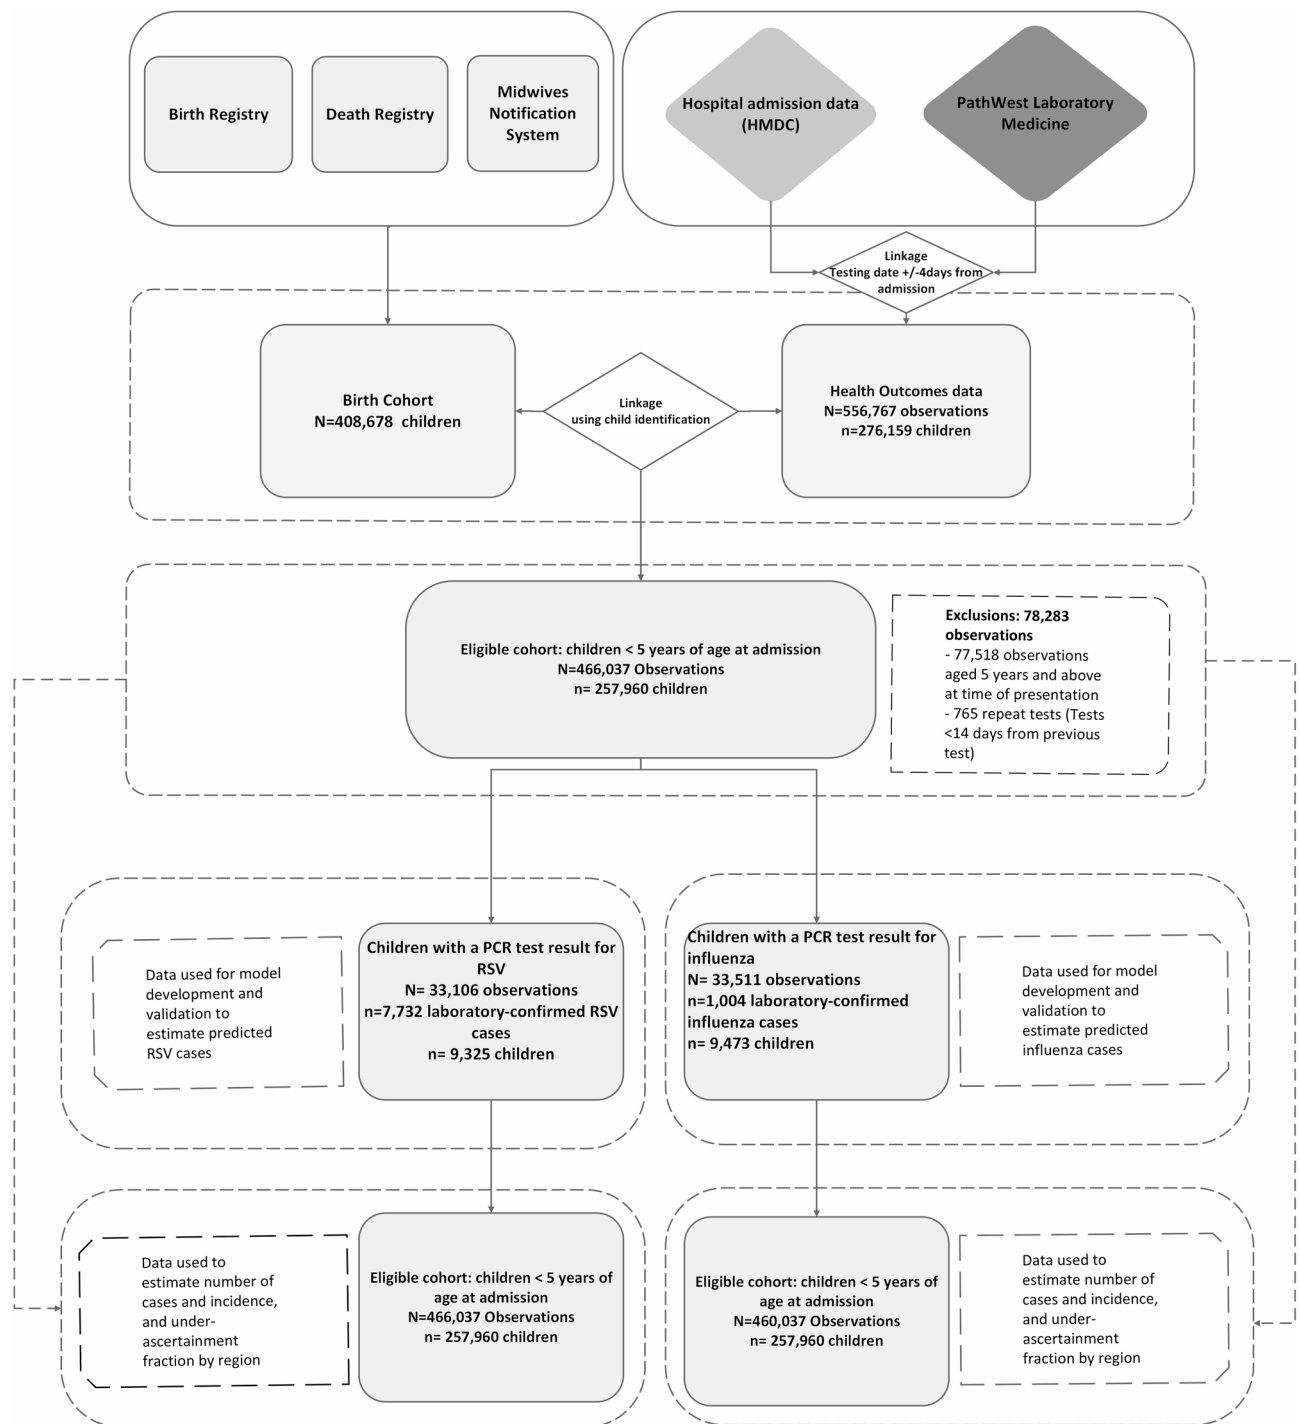 Birth Registry
Death Registry
Midwives
Notification
System
Hospital admission data
(HMDC)
PathWest Laboratory
Medicine
Linkage
Testing date +/-4days from
admission
Birth Cohort
N=408,678 children
Linkage
using child identification
Health Outcomes data
N=556,767 observations
n=276,159 children
Eligible cohort: children < 5 years of age at admission
N=466,037 Observations
n= 257,960 children
Exclusions: 78,283
observations
- 77,518 observations
aged 5 years and above
at time of presentation
- 765 repeat tests (Tests
<14 days from previous
test)
Data used for model
development and
validation to
estimate predicted
RSV cases
Children with a PCR test result for
RSV
N= 33,106 observations
n=7,732 laboratory-confirmed RSV
cases
n= 9,325 children
Children with a PCR test result for
influenza
N= 33,511 observations
n=1,004 laboratory-confirmed
influenza cases
n= 9,473 children
Data used for model
development and
validation to
estimate predicted
influenza cases
Data used to
estimate number of
cases and incidence,
and under-
ascertainment
fraction by region
Eligible cohort: children < 5 years of
age at admission
N=466,037 Observations
n= 257,960 children
Eligible cohort: children < 5 years of
age at admission
N=460,037 Observations
n= 257,960 children
Data used to
estimate number of
cases and incidence,
and under-
ascertainment
fraction by region